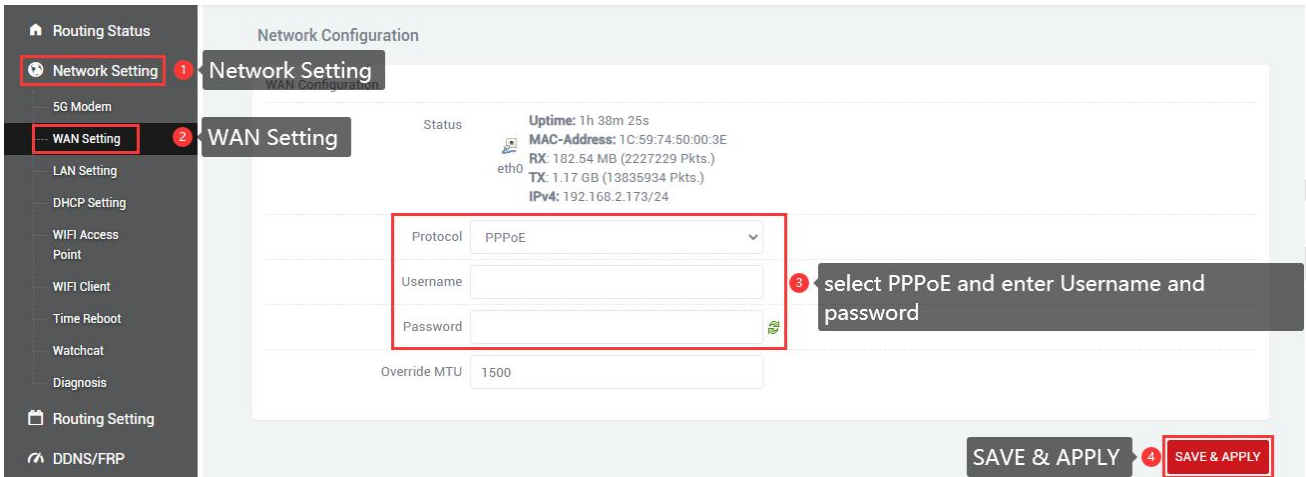 Routing Status
Network Setting
1
Network Setting
5G Modem
WAN Setting
2
WAN Setting
LAN Setting
DHCP Setting
WIFI Access
Point
WIFI Client
Time Reboot
Watchcat
Diagnosis
Routing Setting
DDNS/FRP
Network Configuration
WAN Configuration
Status
eth0
Uptime: 1h 38m 25s
MAC-Address: 1C:59:74:50:00:3E
RX: 182.54 MB (2227229 Pkts.)
TX: 1.17 GB (13835934 Pkts.)
IPv4: 192.168.2.173/24
Protocol PPPoE
Username
Password
3
select PPPoE and enter Username and
password
Override MTU 1500
SAVE & APPLY
4
SAVE & APPLY